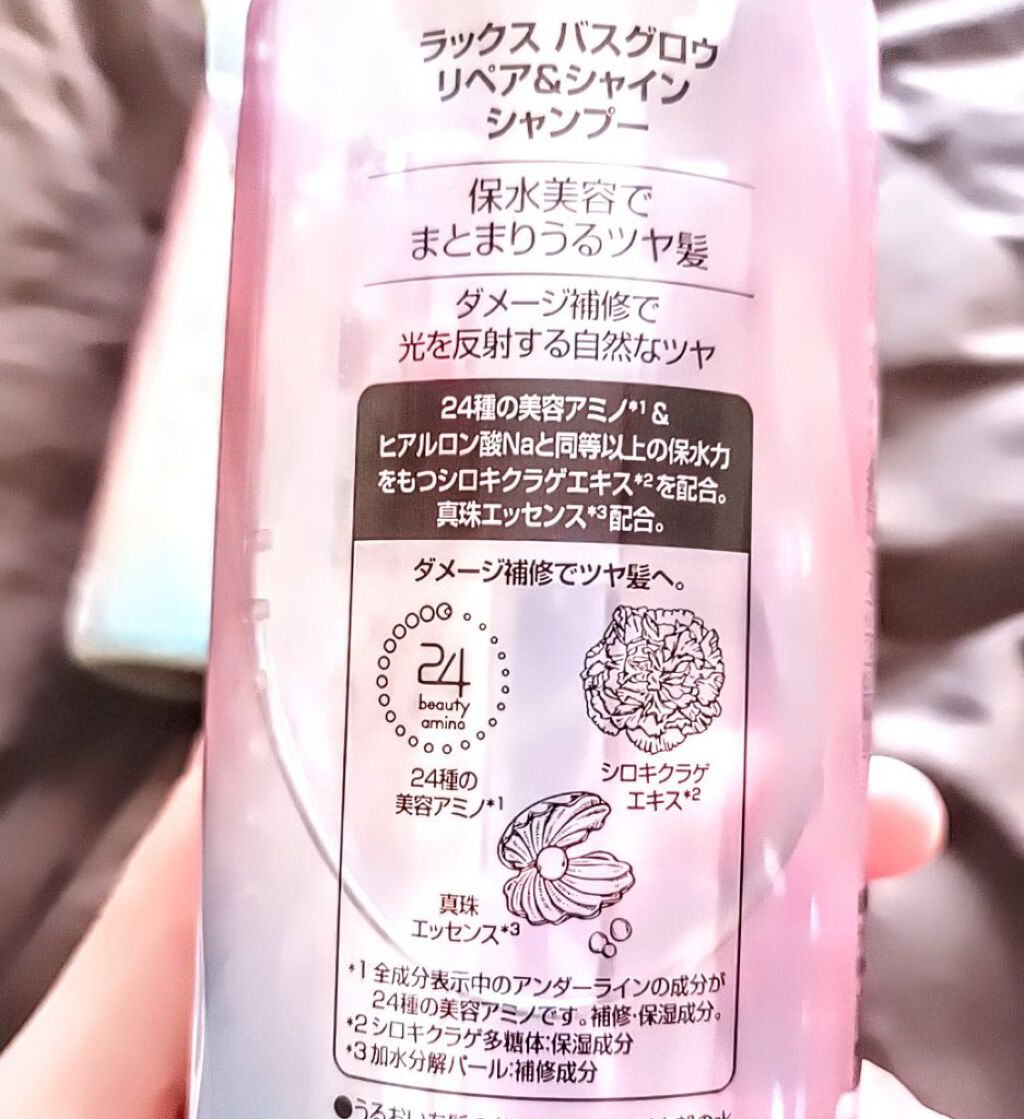 ラックス バスグロウ
リペア&シャイン
シャンプー
保水美容で
まとまりうるツヤ髪
ダメージ補修で
光を反射する自然なツヤ
24種の美容アミノ*1&
ヒアルロン酸Naと同等以上の保水力
をもつシロキクラゲエキス*2を配合。
真珠エッセンス*3配合。
ダメージ補修でツヤ髪へ。
24
beauty
amino
24種の
美容アミノ*1
シロキクラゲ
エキス*2
真珠
エッセンス*3
*1 全成分表示中のアンダーラインの成分が
24種の美容アミノです。補修・保湿成分。
*2 シロキクラゲ多糖体:保湿成分
*3 加水分解パール:補修成分
●うるおい